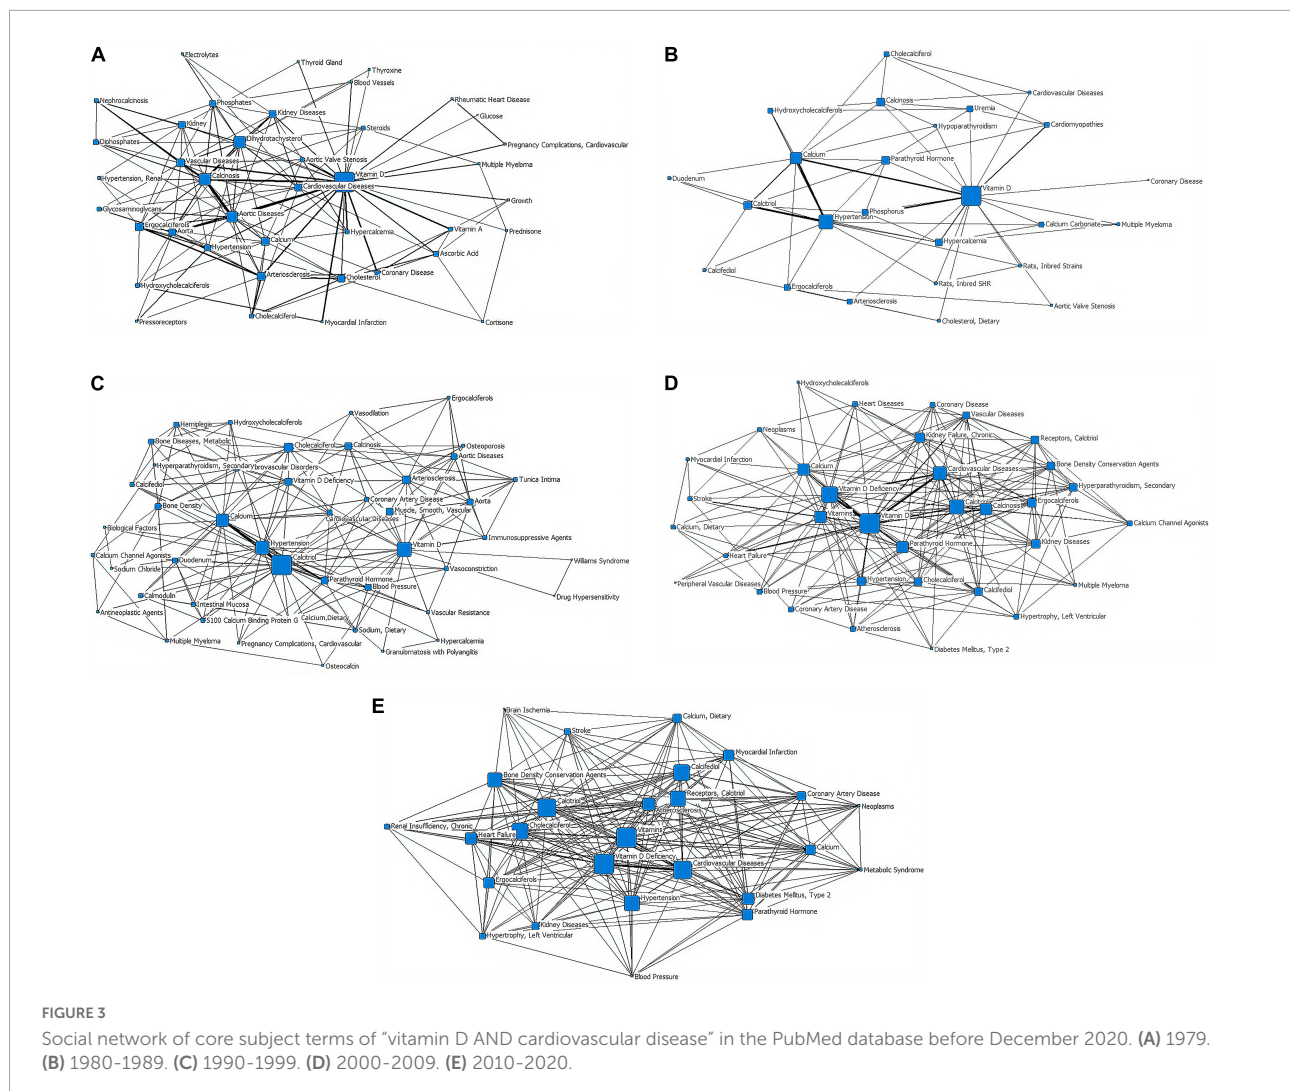 A
Electrolytes
Thyroid Gland
Thyroxine
Blood Vessels
Nephrocalcinosis
Phosphates
Kidney Diseases
Rheumatic Heart Disease
Glucose
Kidney
Steroids
Diphosphates
Dihydrotachysterol
Pregnancy Complications, Cardiovascular
Vascular Diseases
Aortic Valve Stenosis
Multiple Myeloma
Hypertension, Renal
Calcinosis
Vitamin D
Cardiovascular Diseases
Growth
Glycosaminoglycans
Aortic Diseases
Ergocalciferols
Aorta
Hypercalcemia
Vitamin A
Prednisone
Hypertension
Calcium
Ascorbic Acid
Arteriosclerosis
Cholesterol
Coronary Disease
Hydroxycholecalciferols
Pressoreceptors
Cholecalciferol
Myocardial Infarction
Cortisone
B
Cholecalciferol
Cardiovascular Diseases
Hydroxycholecalciferols
Calcinosis
Uremia
Hypoparathyroidism
Cardiomyopathies
Calcium
Parathyroid Hormone
Duodenum
Vitamin D
Coronary Disease
Calcitriol
Phosphorus
Hypertension
Calcium Carbonate
Multiple Myeloma
Hypercalcemia
Calcifediol
Rats, Inbred Strains
Ergocalciferols
Rats, Inbred SHR
Arteriosclerosis
Aortic Valve Stenosis
Cholesterol, Dietary
C
Ergocalciferols
Hemiplegia
Hydroxycholecalciferols
Vasodilation
Bone Diseases, Metabolic
Cholecalciferol
Calcinosis
Osteoporosis
Aortic Diseases
Hyperparathyroidism, Secondary
brovascular Disorders
Calcifediol
Vitamin D Deficiency
Arteriosclerosis
Tunica Intima
Bone Density
Coronary Artery Disease
Aorta
Muscle, Smooth, Vascular
Biological Factors
Calcium
Cardiovascular Diseases
Immunosuppressive Agents
Calcium Channel Agonists
Hypertension
Vitamin D
Duodenum
Calcitriol
Williams Syndrome
Sodium Chloride
Vasoconstriction
Parathyroid Hormone
Blood Pressure
Calmodulin
Drug Hypersensitivity
Antineoplastic Agents
Intestinal Mucosa
Vascular Resistance
S100 Calcium Binding Protein G
Calcium,Dietary
Sodium, Dietary
Multiple Myeloma
Pregnancy Complications, Cardiovascular
Hypercalcemia
Granulomatosis with Polyangiitis
Osteocalcin
D
Hydroxycholecalciferols
Heart Diseases
Coronary Disease
Vascular Diseases
Neoplasms
Kidney Failure, Chronic
Receptors, Calcitriol
Myocardial Infarction
Calcium
Cardiovascular Diseases
Bone Density Conservation Agents
Stroke
Vitamin D Deficiency
Hyperparathyroidism, Secondary
Calcitriol
Calcinosis
Ergocalciferols
Calcium, Dietary
Vitamins
Vitamin D
Calcium Channel Agonists
Heart Failure
Parathyroid Hormone
Kidney Diseases
Peripheral Vascular Diseases
Hypertension
Cholecalciferol
Multiple Myeloma
Blood Pressure
Calcifediol
Coronary Artery Disease
Hypertrophy, Left Ventricular
Atherosclerosis
Diabetes Mellitus, Type 2
E
Brain Ischemia
Calcium, Dietary
Stroke
Myocardial Infarction
Bone Density Conservation Agents
Calcifediol
Calcitriol
Receptors, Calcitriol
Coronary Artery Disease
Neoplasms
Renal Insufficiency, Chronic
Cholecalciferol
Heart Failure
Vitamins
Calcium
Vitamin D Deficiency
Cardiovascular Diseases
Metabolic Syndrome
Ergocalciferols
Hypertension
Diabetes Mellitus, Type 2
Parathyroid Hormone
Kidney Diseases
Hypertrophy, Left Ventricular
Blood Pressure
FIGURE 3
Social network of core subject terms of “vitamin D AND cardiovascular disease” in the PubMed database before December 2020. (A) 1979.
(B) 1980-1989. (C) 1990-1999. (D) 2000-2009. (E) 2010-2020.